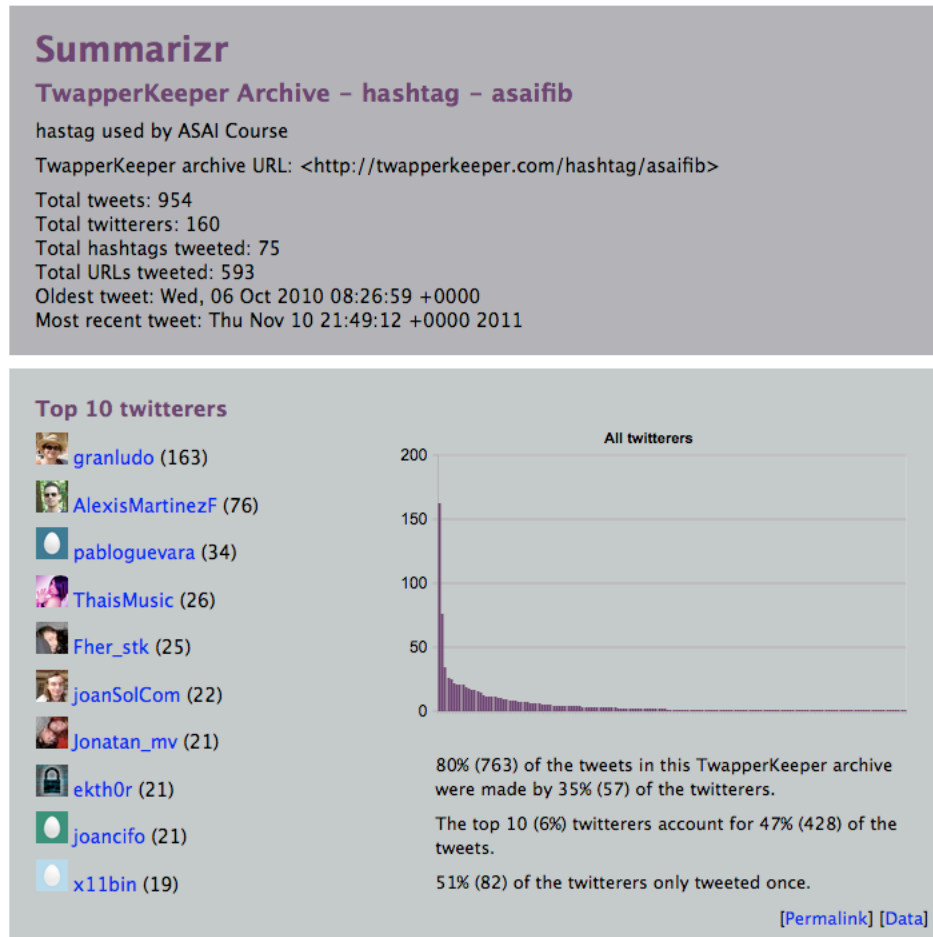 Summarizr
TwapperKeeper Archive – hashtag – asaifib
hastag used by ASAI Course
TwapperKeeper archive URL: <http://twapperkeeper.com/hashtag/asaifib>
Total tweets: 954
Total twitterers: 160
Total hashtags tweeted: 75
Total URLs tweeted: 593
Oldest tweet: Wed, 06 Oct 2010 08:26:59 +0000
Most recent tweet: Thu Nov 10 21:49:12 +0000 2011
Top 10 twitterers
granludo (163)
AlexisMartinezF (76)
pabloguevara (34)
ThaisMusic (26)
Fher_stk (25)
joanSolCom (22)
Jonatan_mv (21)
ekth0r (21)
joancifo (21)
x11bin (19)
All twitterers
200
150
100
50
0
80% (763) of the tweets in this TwapperKeeper archive
were made by 35% (57) of the twitterers.
The top 10 (6%) twitterers account for 47% (428) of the
tweets.
51% (82) of the twitterers only tweeted once.
[Permalink] [Data]